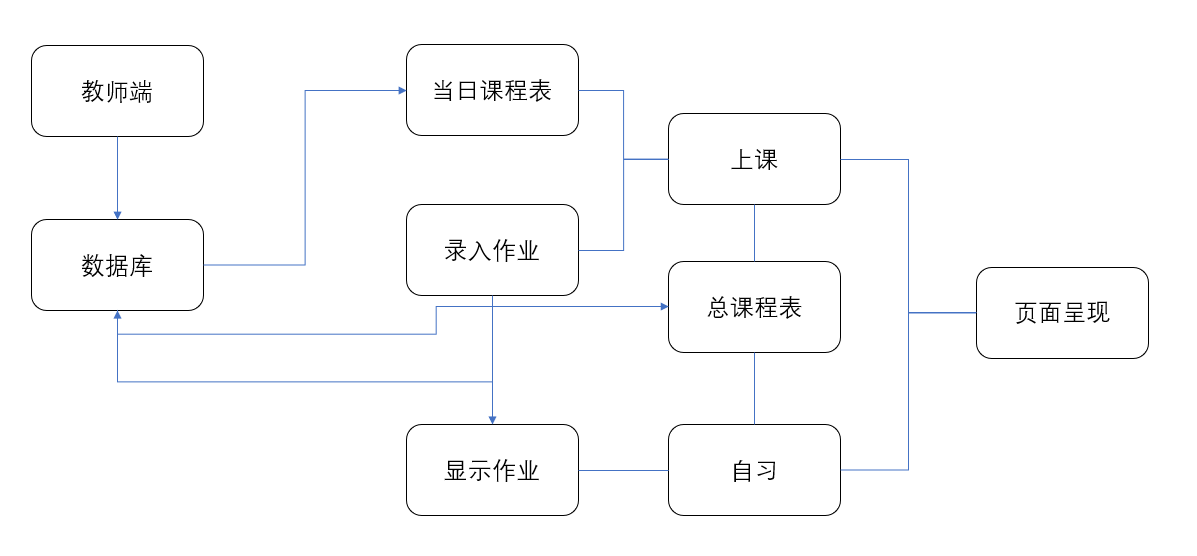 教师端
当日课程表
上课
录入作业
数据库
总课程表
页面呈现
显示作业
自习